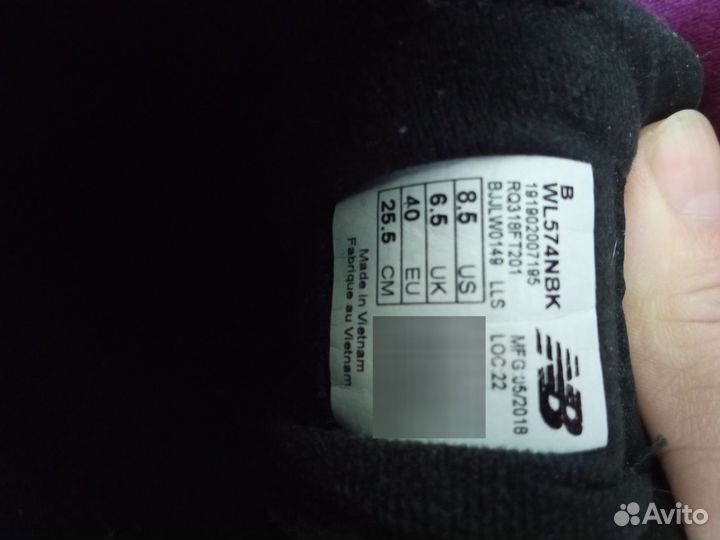 B
WL574NBK
191902007195
RQ318FT201
BJJLW0149 LLS
MFG 05/2018
LOC:22
8.5 US
6.5 UK
40 EU
25.5 CM
Made in Vietnam
Fabrique au Vietnam
Avito